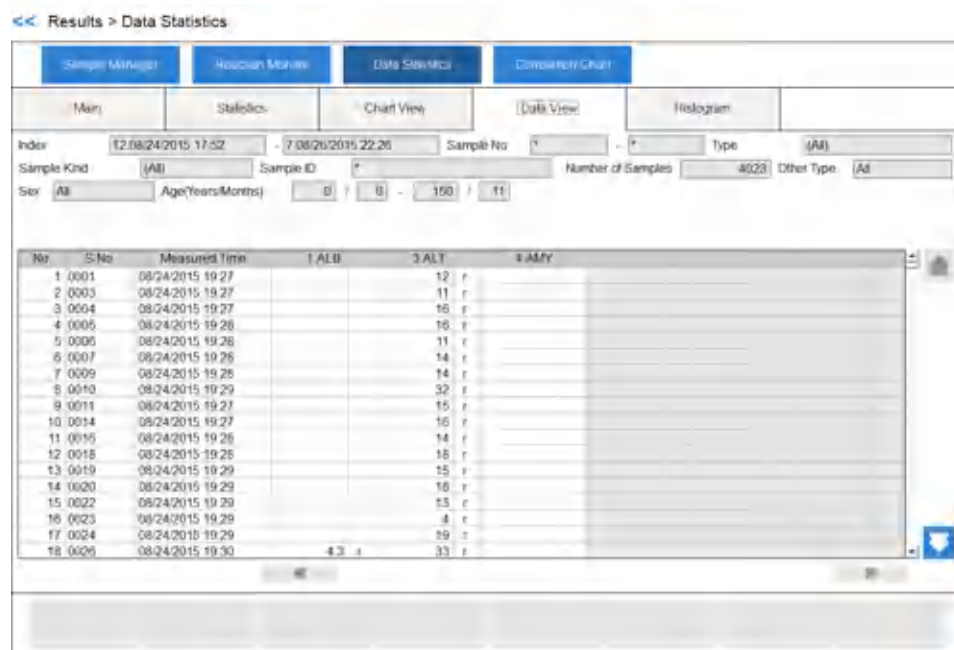 << Results > Data Statistics
Sample Manager Reaction Monitor Data Statistics Comparison Chart
Main Statistics Chart View Data View Histogram
Index 12.08/24/2015 17:52 - 7.08/26/2015 22:26 Sample No * - * Type (All)
Sample Kind (All) Sample ID * Number of Samples 4023 Other Type (All
Sex All Age(Years/Months) 0 / 0 - 150 / 11
No S.No Measured Time 1.ALB 3.ALT 4.AMY
1 0001 08/24/2015 19:27 12 r
2 0003 08/24/2015 19:27 11 r
3 0004 08/24/2015 19:27 16 r
4 0005 08/24/2015 19:28 16 r
5 0006 08/24/2015 19:28 11 r
6 0007 08/24/2015 19:28 14 r
7 0009 08/24/2015 19:28 14 r
8 0010 08/24/2015 19:29 32 r
9 0011 08/24/2015 19:27 15 r
10 0014 08/24/2015 19:27 16 r
11 0016 08/24/2015 19:28 14 r
12 0018 08/24/2015 19:28 18 r
13 0019 08/24/2015 19:29 15 r
14 0020 08/24/2015 19:29 18 r
15 0022 08/24/2015 19:29 13 r
16 0023 08/24/2015 19:29 4 r
17 0024 08/24/2015 19:29 19 r
18 0026 08/24/2015 19:30 4.3 r 33 r